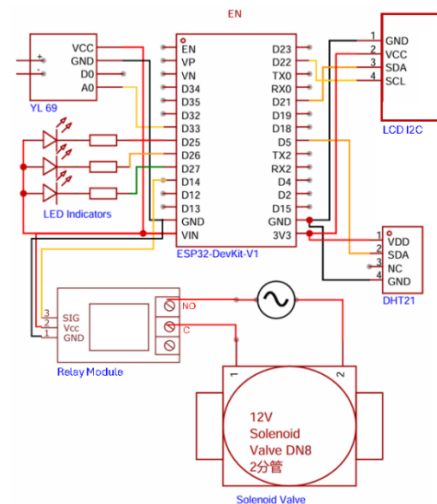 EN
YL 69
+
-
VCC
GND
D0
A0
LED Indicators
EN
VP
VN
D34
D35
D32
D33
D25
D26
D27
D14
D12
D13
GND
VIN
D23
D22
TX0
RX0
D21
D19
D18
D5
TX2
RX2
D4
D2
D15
GND
3V3
ESP32-DevKit-V1
1 GND
2 VCC
3 SDA
4 SCL
LCD I2C
1 VDD
2 SDA
3 NC
4 GND
DHT21
3 SIG
2 Vcc
1 GND
NO
C
Relay Module
1
2
12V
Solenoid
Valve DN8
2分管
Solenoid Valve